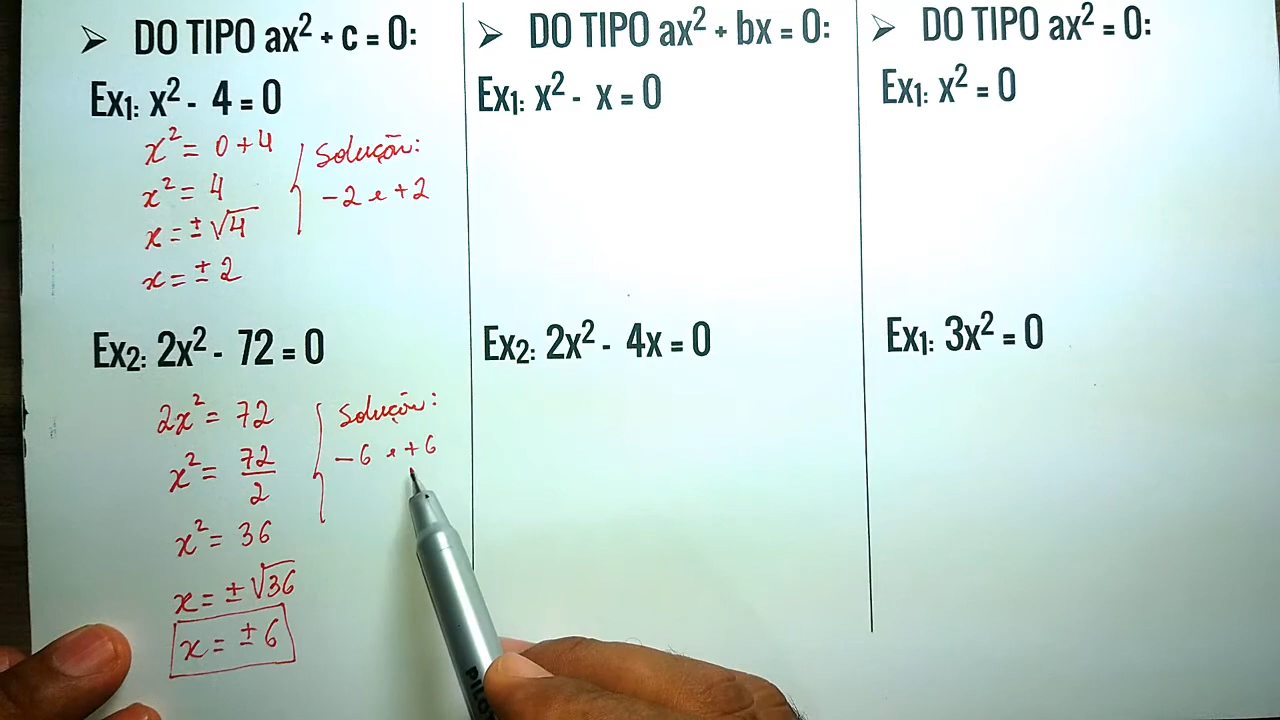 ➢ DO TIPO ax² + c = 0:
Ex1: x² - 4 = 0
x² = 0 + 4
x² = 4
x = ± √4
x = ± 2
Solução:
-2 e +2
Ex2: 2x² - 72 = 0
2x² = 72
x² = 72/2
x² = 36
x = ± √36
x = ± 6
Solução:
-6 e +6
➢ DO TIPO ax² + bx = 0:
Ex1: x² - x = 0
Ex2: 2x² - 4x = 0
➢ DO TIPO ax² = 0:
Ex1: x² = 0
Ex1: 3x² = 0
PILO